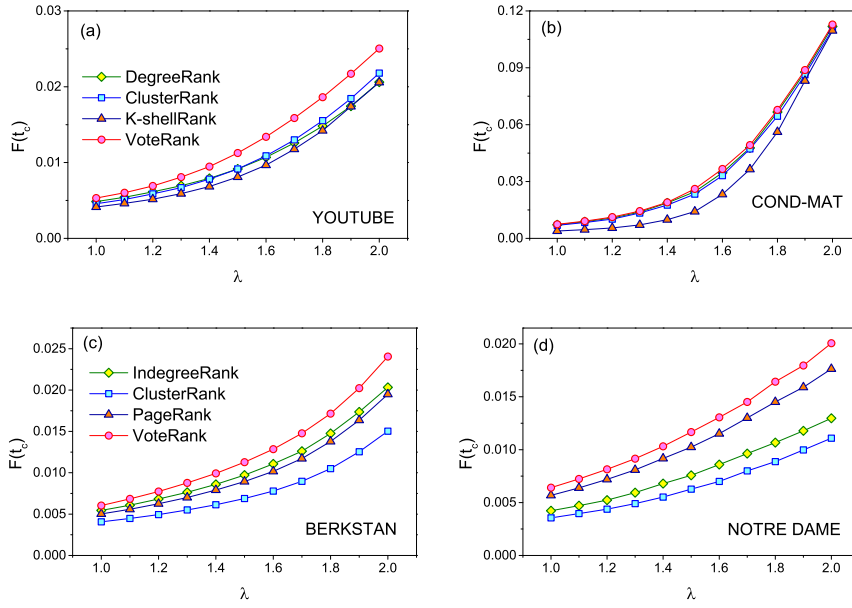 (a)
0.03
0.02
0.01
0.00
F(t_c)
DegreeRank
ClusterRank
K-shellRank
VoteRank
YOUTUBE
1.0 1.2 1.4 1.6 1.8 2.0
λ
(b)
0.12
0.09
0.06
0.03
0.00
F(t_c)
COND-MAT
1.0 1.2 1.4 1.6 1.8 2.0
λ
(c)
0.025
0.020
0.015
0.010
0.005
0.000
F(t_c)
IndegreeRank
ClusterRank
PageRank
VoteRank
BERKSTAN
1.0 1.2 1.4 1.6 1.8 2.0
λ
(d)
0.020
0.015
0.010
0.005
0.000
F(t_c)
NOTRE DAME
1.0 1.2 1.4 1.6 1.8 2.0
λ